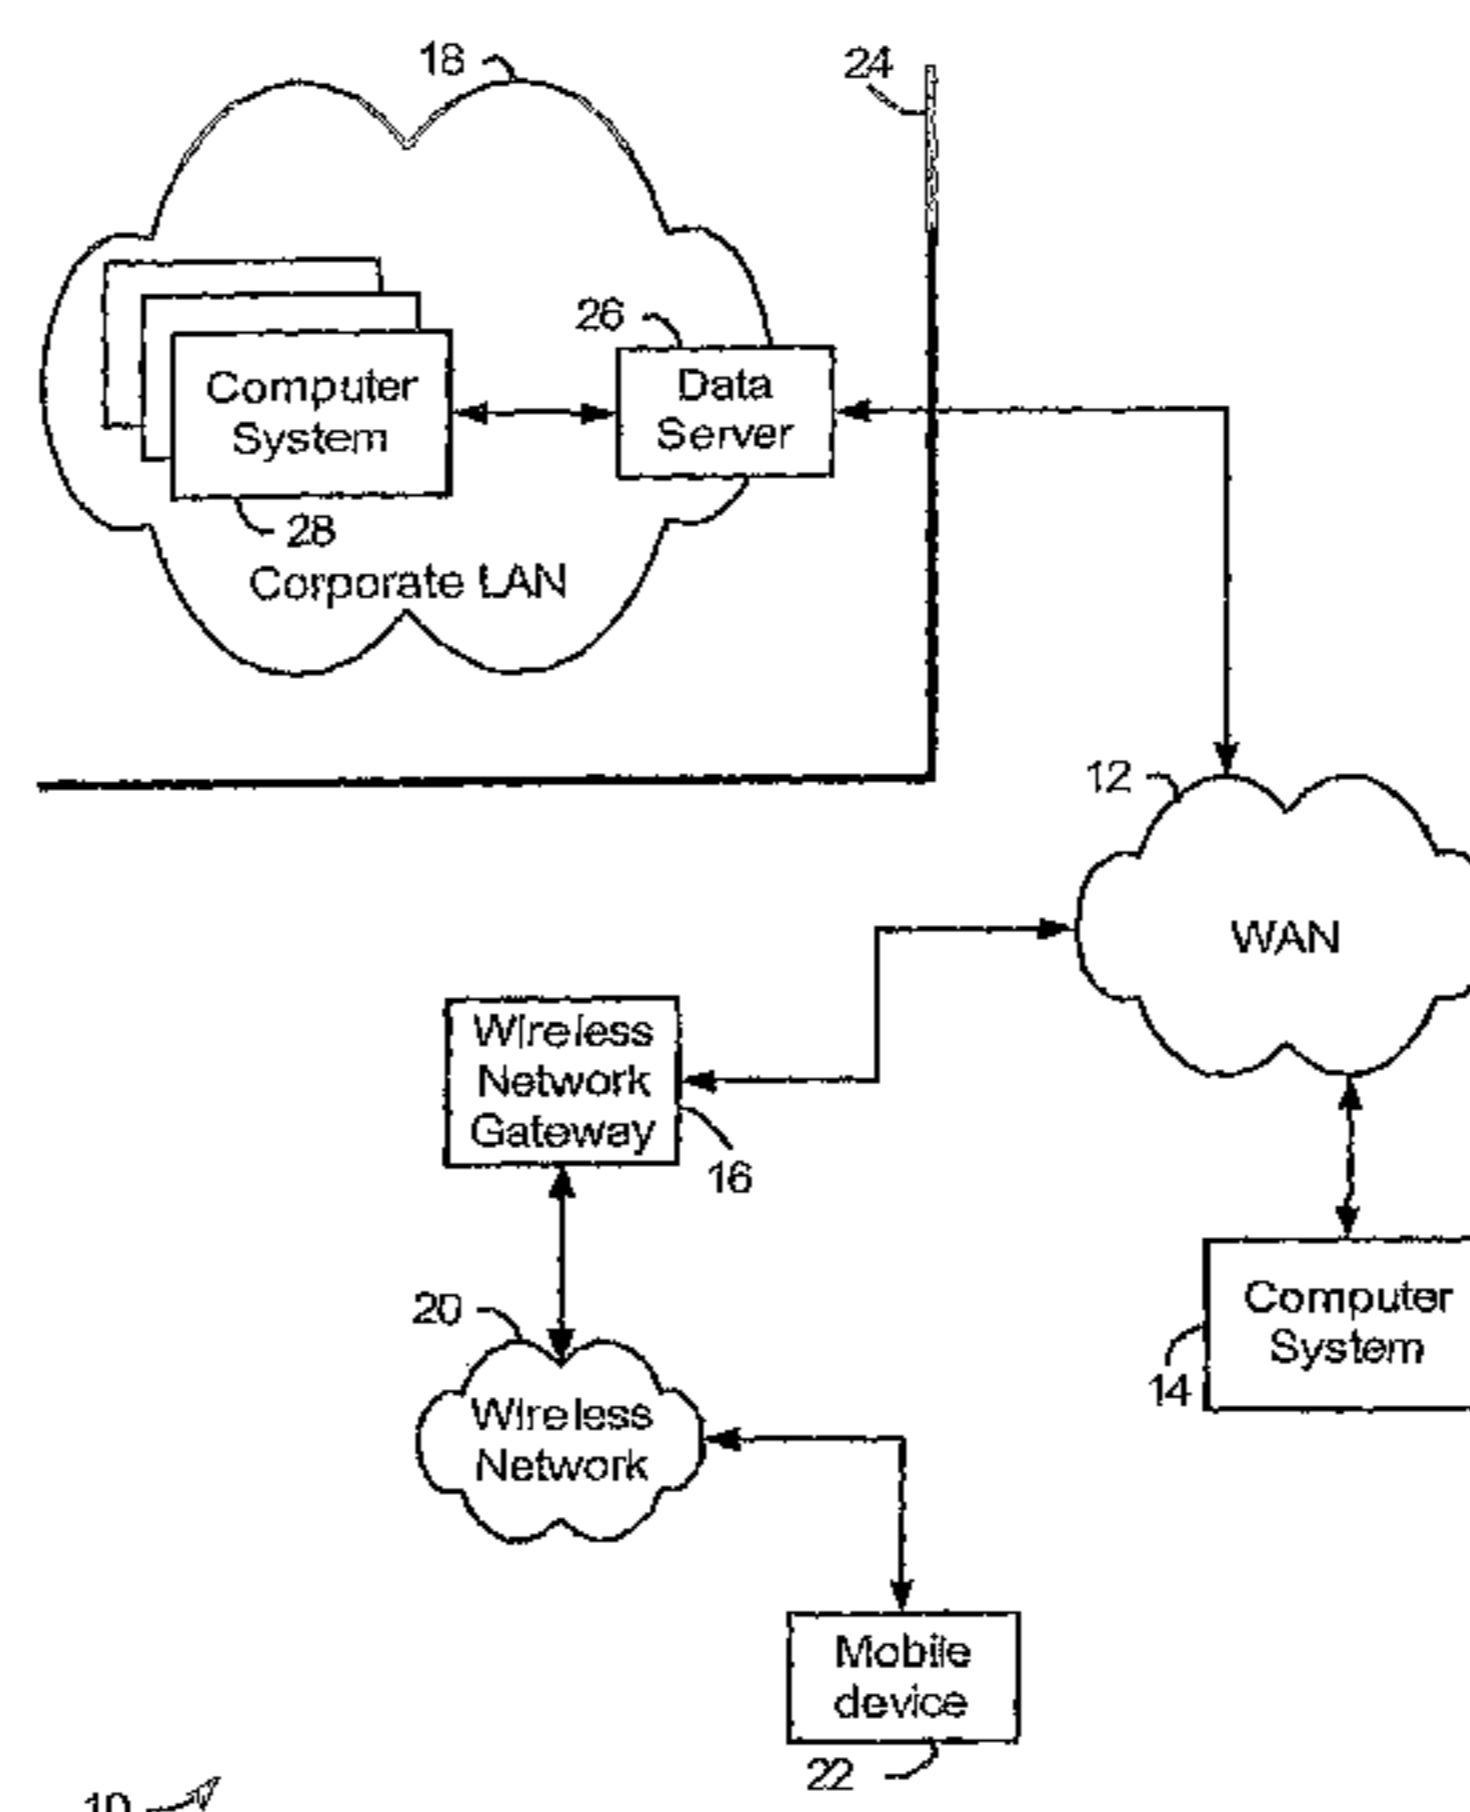 18
24
26
Computer
System
Data
Server
28
Corporate LAN
12
WAN
Wireless
Network
Gateway
16
20
Computer
System
14
Wireless
Network
Mobile
device
22
10